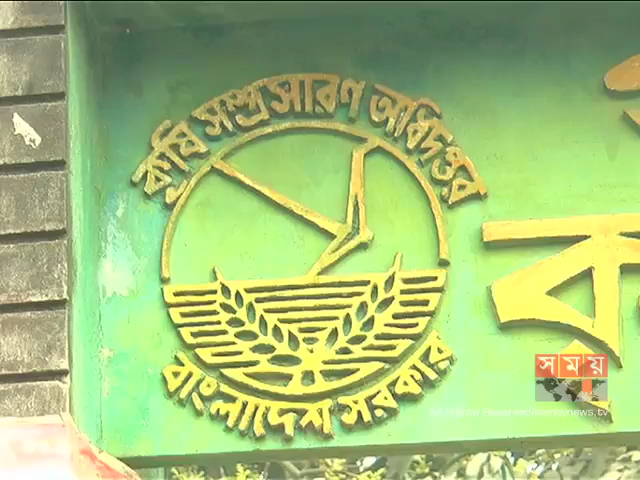 কৃষি সম্প্রসারণ অধিদপ্তর
বাংলাদেশ সরকার
কৃ
সময়